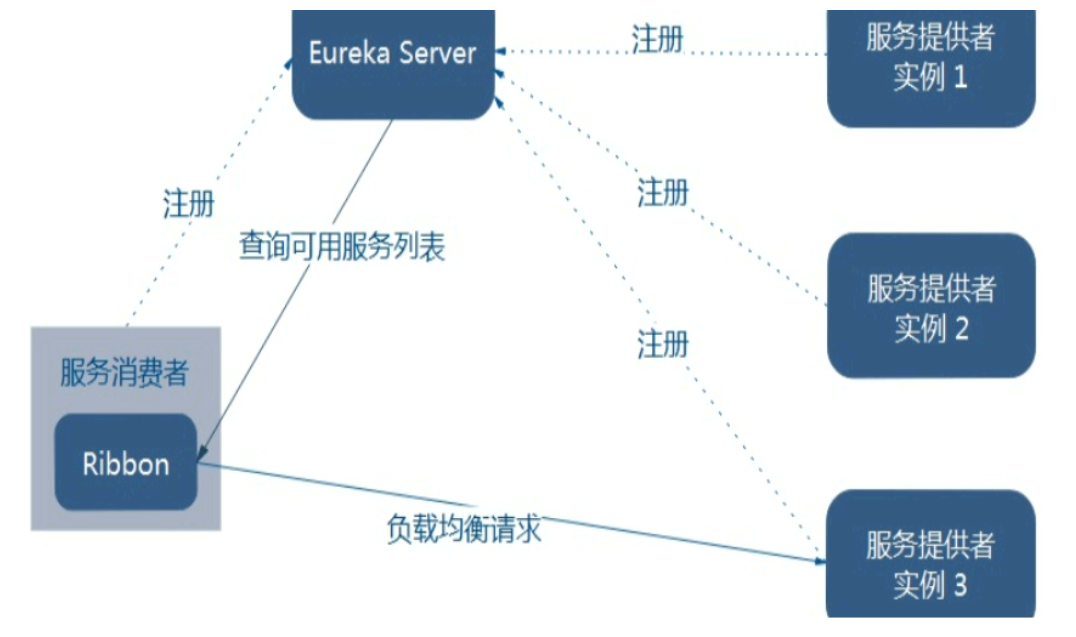 Eureka Server
注册
服务提供者
实例 1
注册
注册
查询可用服务列表
服务提供者
实例 2
注册
服务消费者
Ribbon
负载均衡请求
服务提供者
实例 3